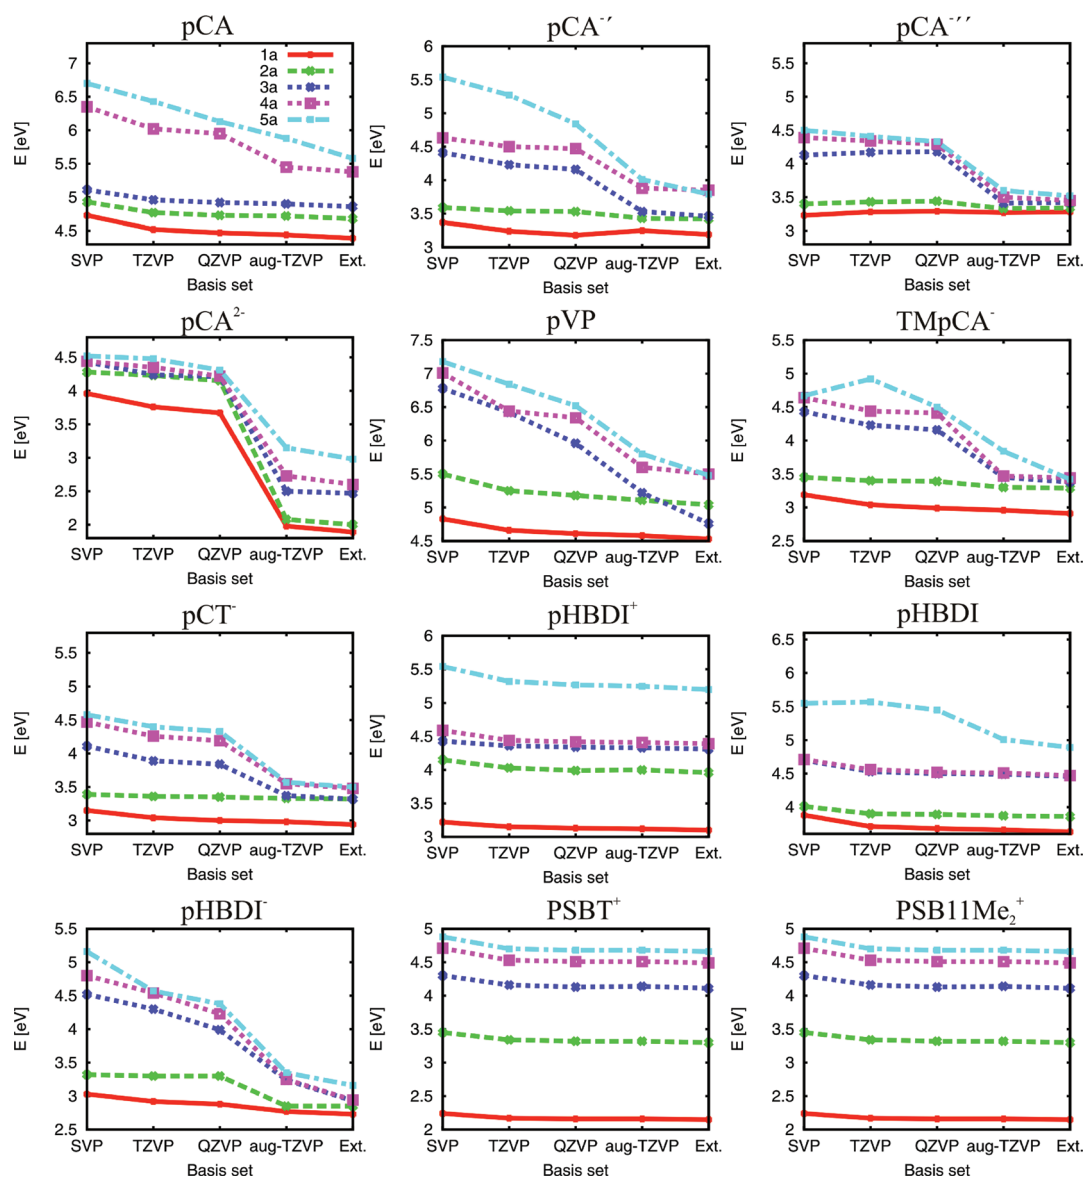 pCA
7
6.5
6
5.5
5
4.5
E [eV]
1a
2a
3a
4a
5a
SVP TZVP QZVP aug-TZVP Ext.
Basis set
pCA-′
6
5.5
5
4.5
4
3.5
3
E [eV]
SVP TZVP QZVP aug-TZVP Ext.
Basis set
pCA-′′
5.5
5
4.5
4
3.5
3
E [eV]
SVP TZVP QZVP aug-TZVP Ext.
Basis set
pCA2-
4.5
4
3.5
3
2.5
2
E [eV]
SVP TZVP QZVP aug-TZVP Ext.
Basis set
pVP
7.5
7
6.5
6
5.5
5
4.5
E [eV]
SVP TZVP QZVP aug-TZVP Ext.
Basis set
TMpCA-
5.5
5
4.5
4
3.5
3
2.5
E [eV]
SVP TZVP QZVP aug-TZVP Ext.
Basis set
pCT-
5.5
5
4.5
4
3.5
3
E [eV]
SVP TZVP QZVP aug-TZVP Ext.
Basis set
pHBDI+
6
5.5
5
4.5
4
3.5
3
E [eV]
SVP TZVP QZVP aug-TZVP Ext.
Basis set
pHBDI
6.5
6
5.5
5
4.5
4
E [eV]
SVP TZVP QZVP aug-TZVP Ext.
Basis set
pHBDI-
5.5
5
4.5
4
3.5
3
2.5
E [eV]
SVP TZVP QZVP aug-TZVP Ext.
Basis set
PSBT+
5
4.5
4
3.5
3
2.5
2
E [eV]
SVP TZVP QZVP aug-TZVP Ext.
Basis set
PSB11Me2+
5
4.5
4
3.5
3
2.5
2
E [eV]
SVP TZVP QZVP aug-TZVP Ext.
Basis set